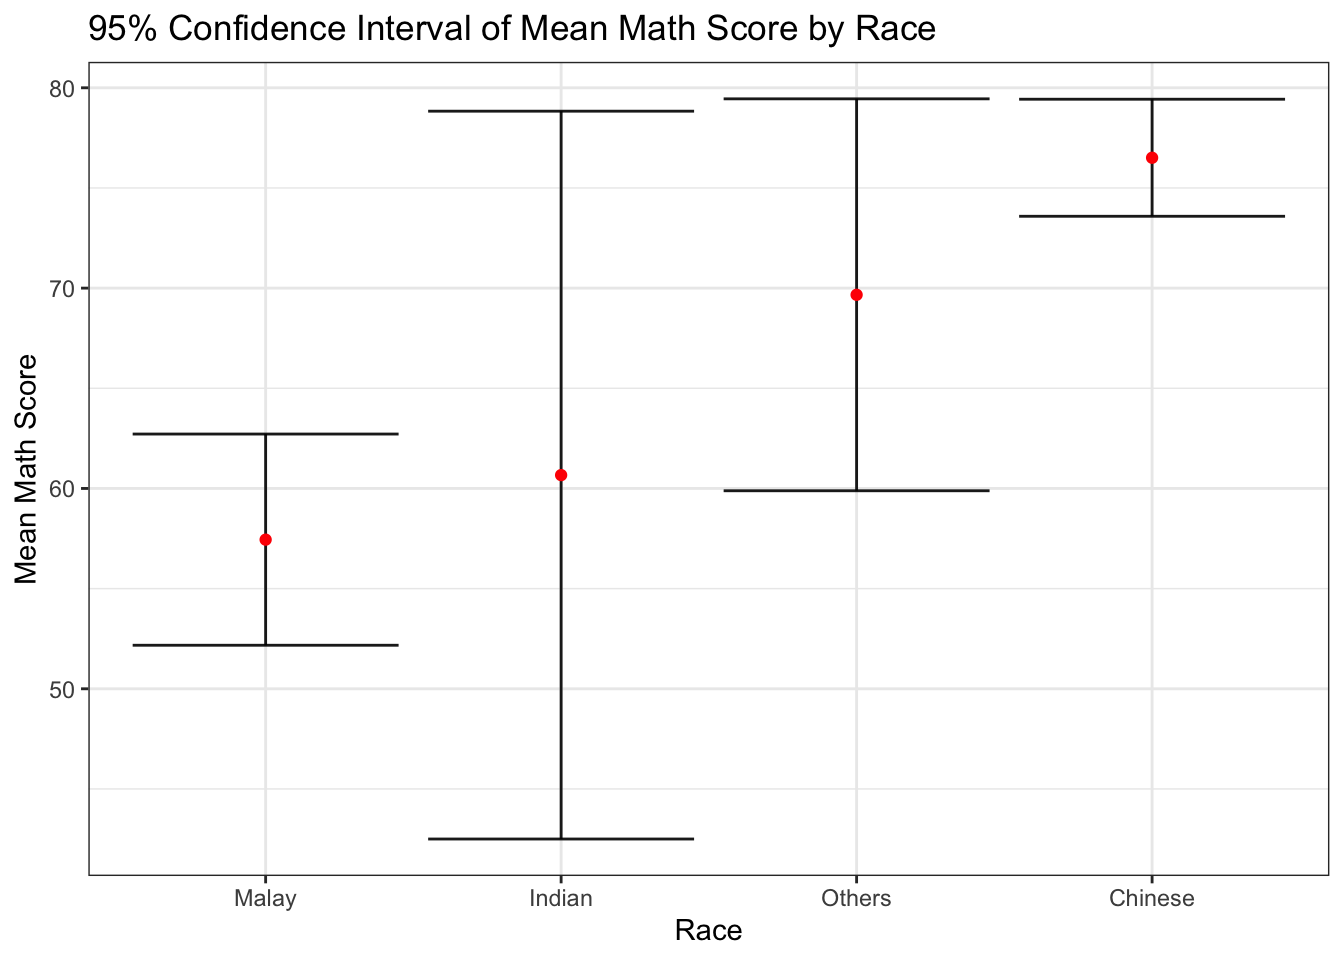 95% Confidence Interval of Mean Math Score by Race
Mean Math Score
80
70
60
50
Malay Indian Others Chinese
Race